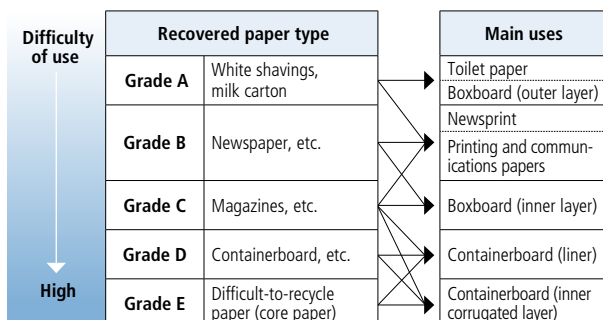 Difficulty
of use
High
Recovered paper type
Main uses
Grade A
White shavings,
milk carton
Toilet paper
Boxboard (outer layer)
Grade B
Newspaper, etc.
Newsprint
Printing and commun-
ications papers
Grade C
Magazines, etc.
Boxboard (inner layer)
Grade D
Containerboard, etc.
Containerboard (liner)
Grade E
Difficult-to-recycle
paper (core paper)
Containerboard (inner
corrugated layer)